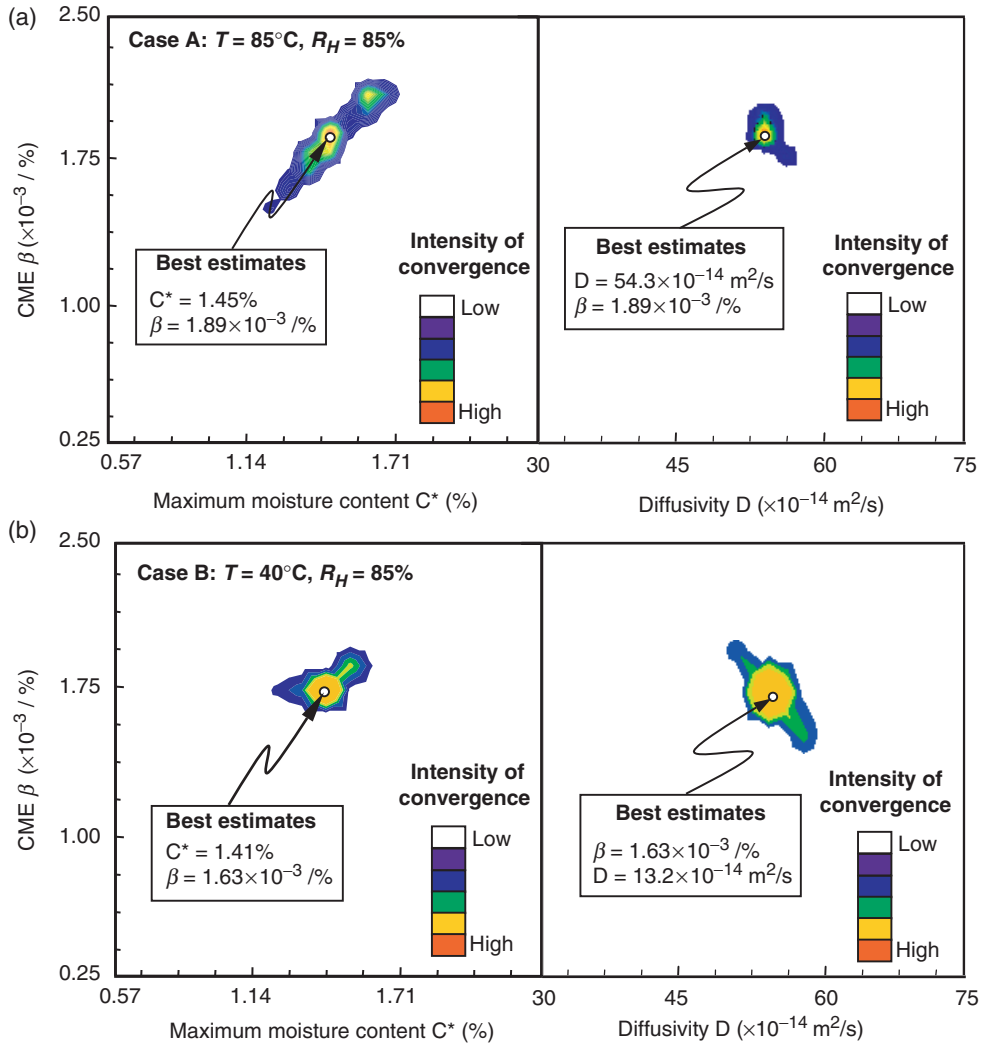 (a)
2.50
Case A: T = 85°C, R_H = 85%
1.75
CME β (×10⁻³ / %)
1.00
0.25
Best estimates
C* = 1.45%
β = 1.89×10⁻³ /%
Intensity of
convergence
Low
High
0.57
1.14
1.71
Maximum moisture content C* (%)
Best estimates
D = 54.3×10⁻¹⁴ m²/s
β = 1.89×10⁻³ /%
Intensity of
convergence
Low
High
30
45
60
75
Diffusivity D (×10⁻¹⁴ m²/s)
(b)
2.50
Case B: T = 40°C, R_H = 85%
1.75
CME β (×10⁻³ / %)
1.00
0.25
Best estimates
C* = 1.41%
β = 1.63×10⁻³ /%
Intensity of
convergence
Low
High
0.57
1.14
1.71
Maximum moisture content C* (%)
Best estimates
β = 1.63×10⁻³ /%
D = 13.2×10⁻¹⁴ m²/s
Intensity of
convergence
Low
High
30
45
60
75
Diffusivity D (×10⁻¹⁴ m²/s)